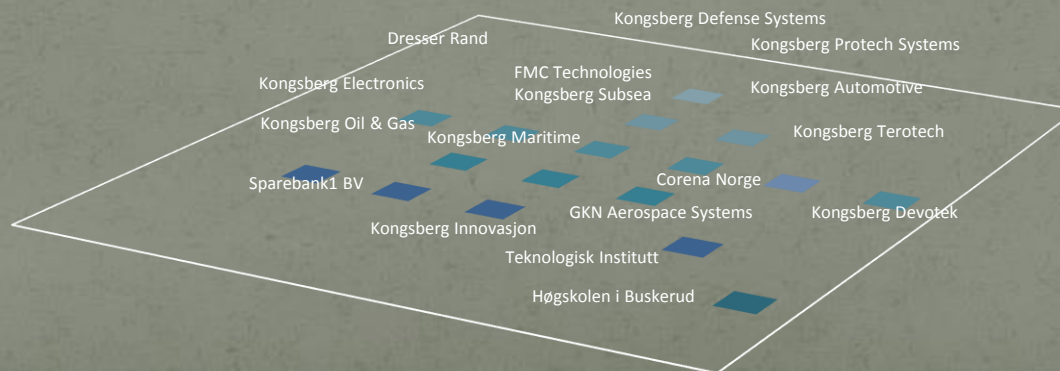 Kongsberg Defense Systems
Dresser Rand
Kongsberg Protech Systems
FMC Technologies
Kongsberg Subsea
Kongsberg Electronics
Kongsberg Automotive
Kongsberg Oil & Gas
Kongsberg Maritime
Kongsberg Terotech
Sparebank1 BV
Corena Norge
GKN Aerospace Systems
Kongsberg Devotek
Kongsberg Innovasjon
Teknologisk Institutt
Høgskolen i Buskerud